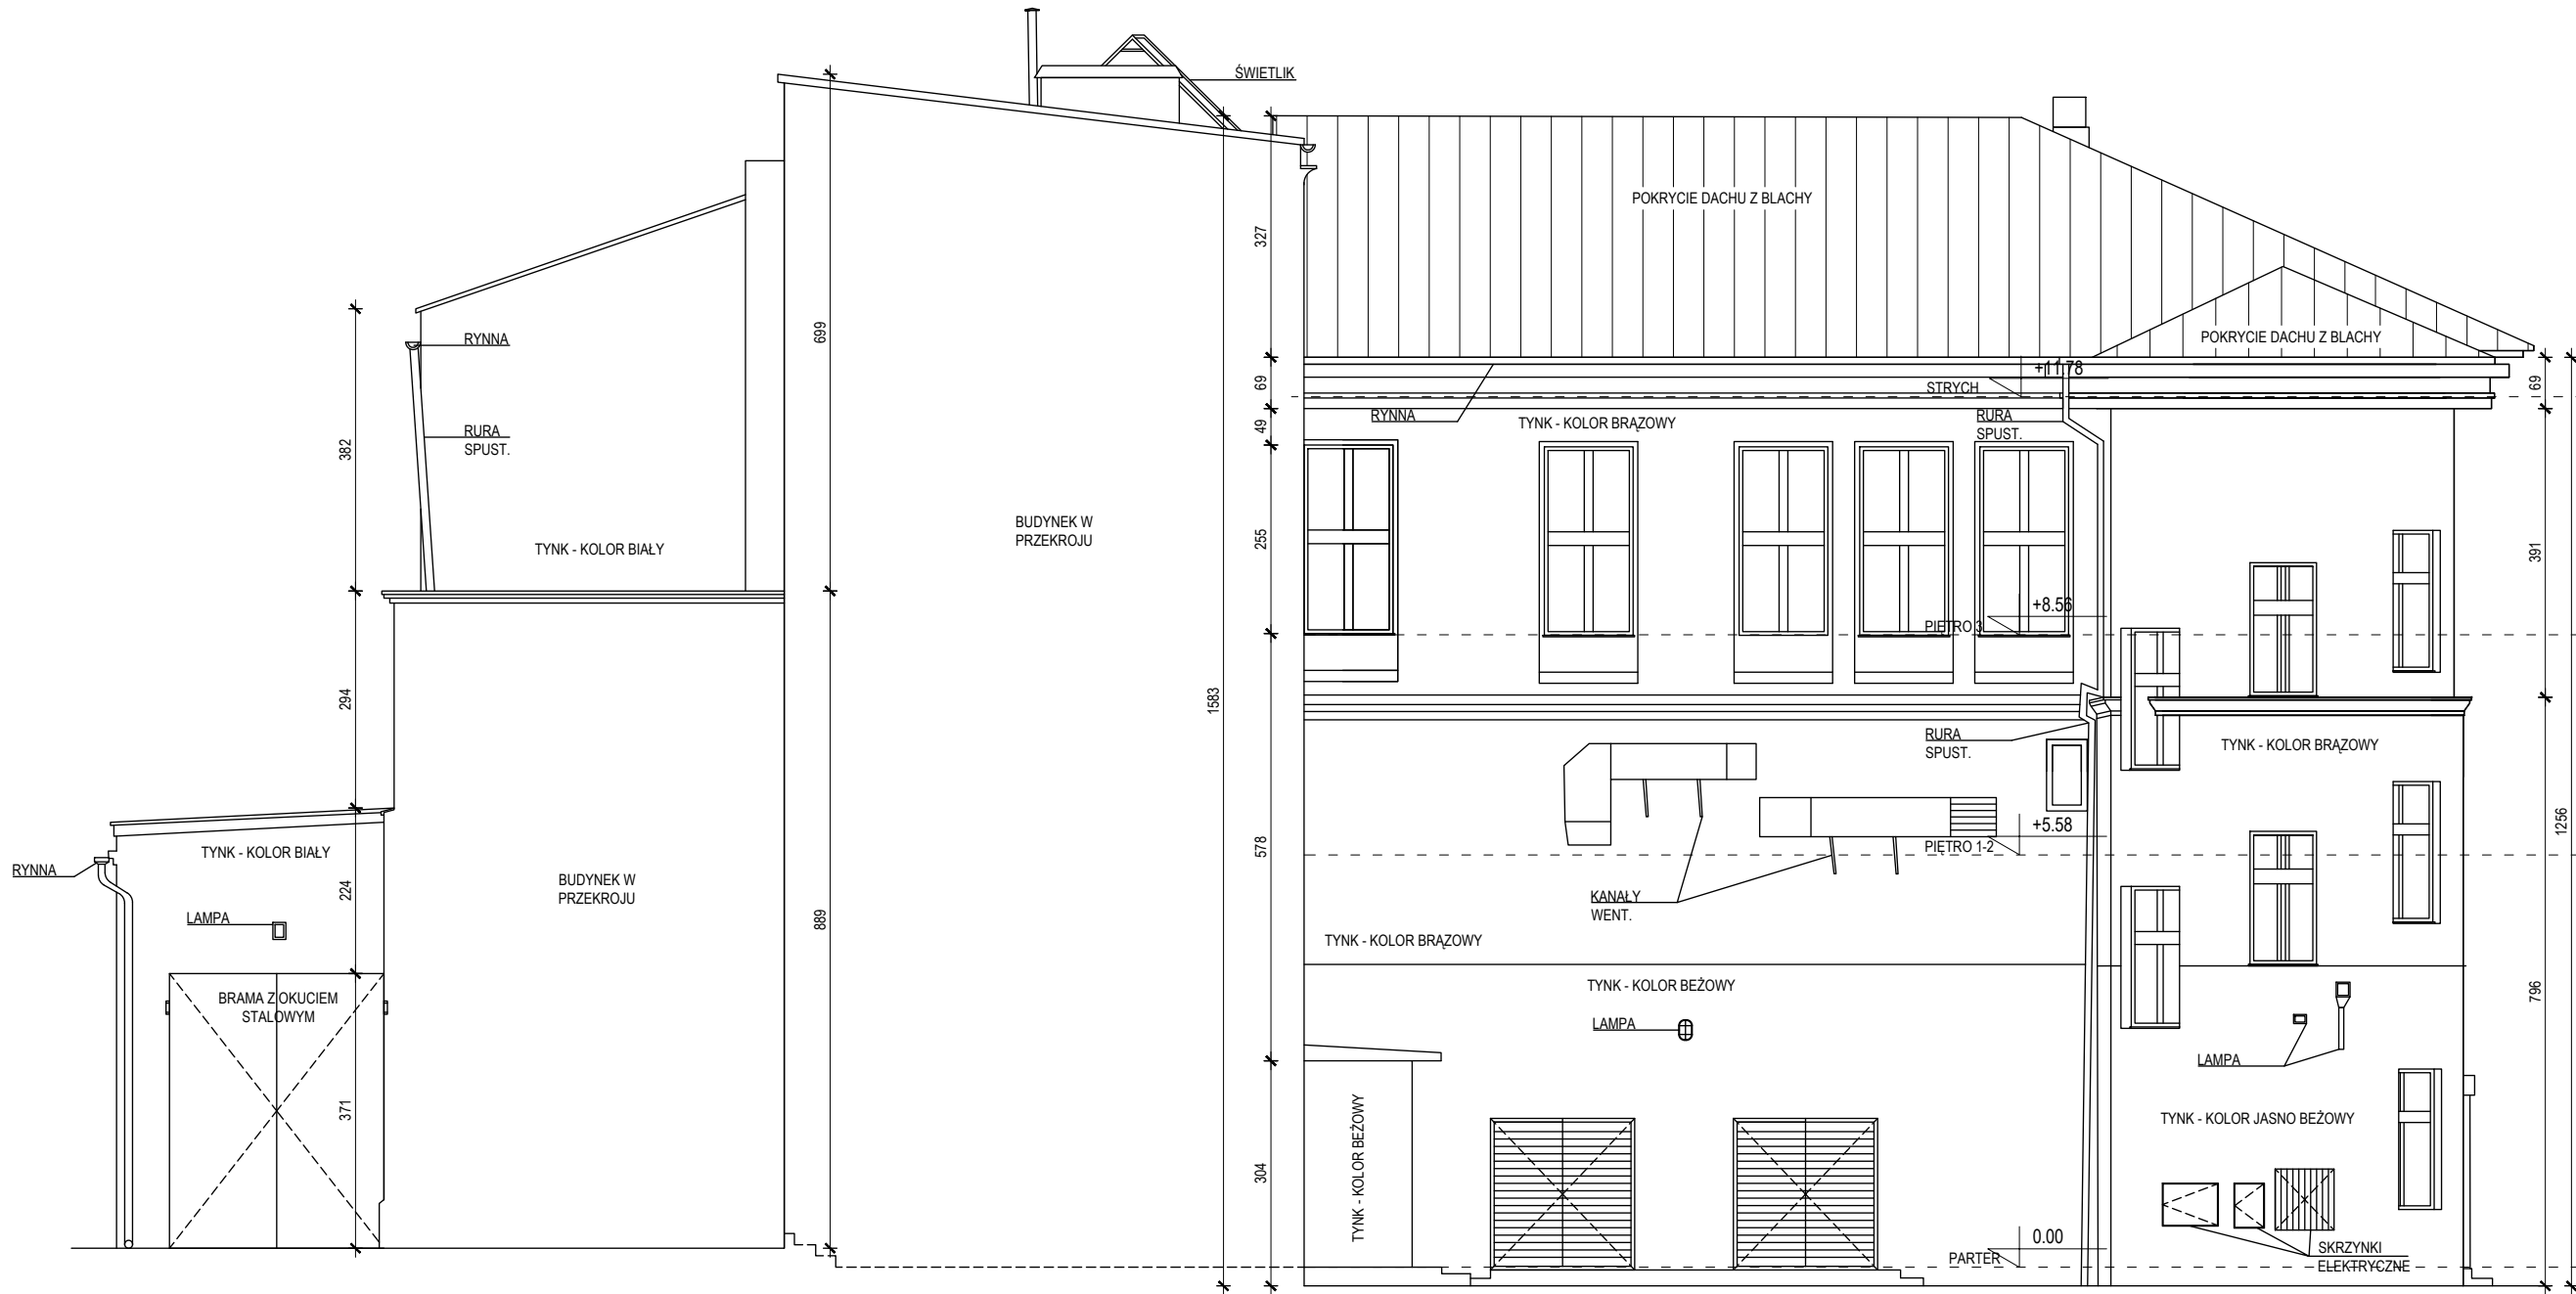 ŚWIETLIK
POKRYCIE DACHU Z BLACHY
327
699
RYNNA
POKRYCIE DACHU Z BLACHY
+11.78
STRYCH
69
69
RYNNA
TYNK - KOLOR BRĄZOWY
RURA
SPUST.
49
RURA
SPUST.
382
BUDYNEK W
PRZEKROJU
255
391
TYNK - KOLOR BIAŁY
+8.56
PIĘTRO 3
294
1583
RURA
SPUST.
TYNK - KOLOR BRĄZOWY
+5.58
PIĘTRO 1-2
578
1256
TYNK - KOLOR BIAŁY
RYNNA
224
BUDYNEK W
PRZEKROJU
KANAŁY
WENT.
LAMPA
889
TYNK - KOLOR BRĄZOWY
TYNK - KOLOR BEŻOWY
796
BRAMA Z OKUCIEM
STALOWYM
LAMPA
LAMPA
371
TYNK - KOLOR BEŻOWY
304
TYNK - KOLOR JASNO BEŻOWY
0.00
PARTER
SKRZYNKI
ELEKTRYCZNE